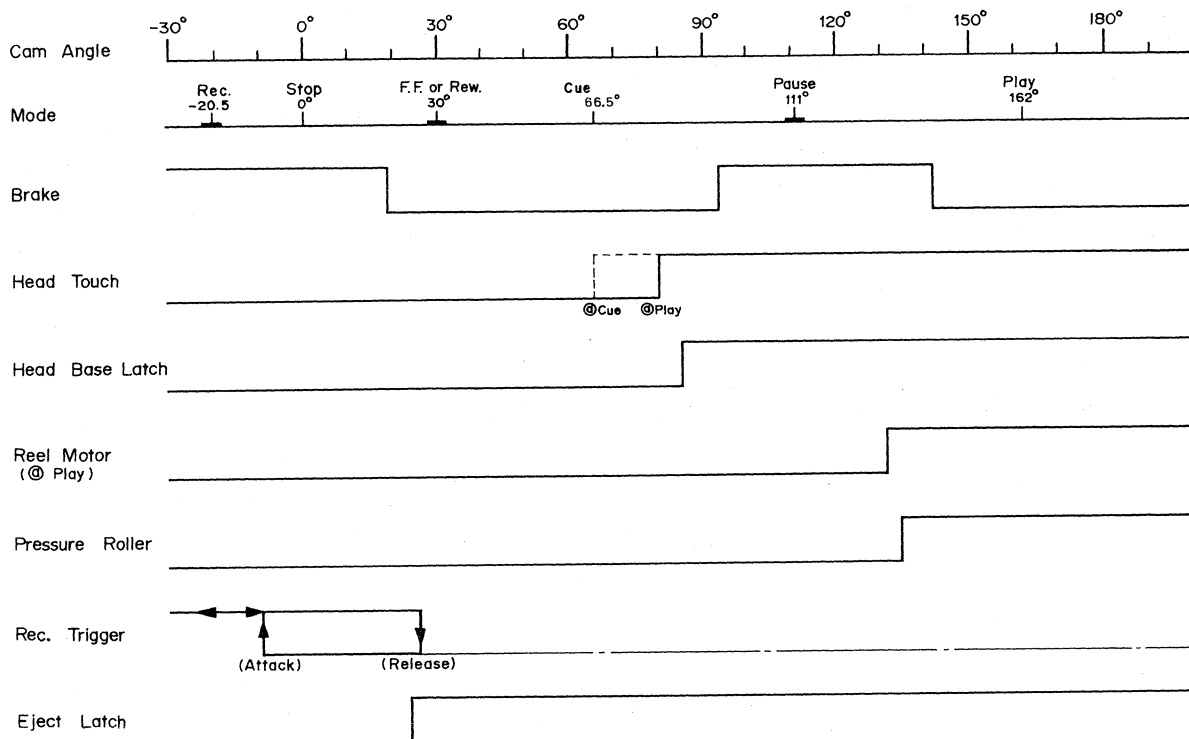 -30° 0° 30° 60° 90° 120° 150° 180°
Cam Angle
Rec. Stop F.F. or Rew. Cue Pause Play
-20.5 0° 30° 66.5° 111° 162°
Mode
Brake
Head Touch
@Cue @Play
Head Base Latch
Reel Motor
(@ Play)
Pressure Roller
Rec. Trigger
(Attack) (Release)
Eject Latch